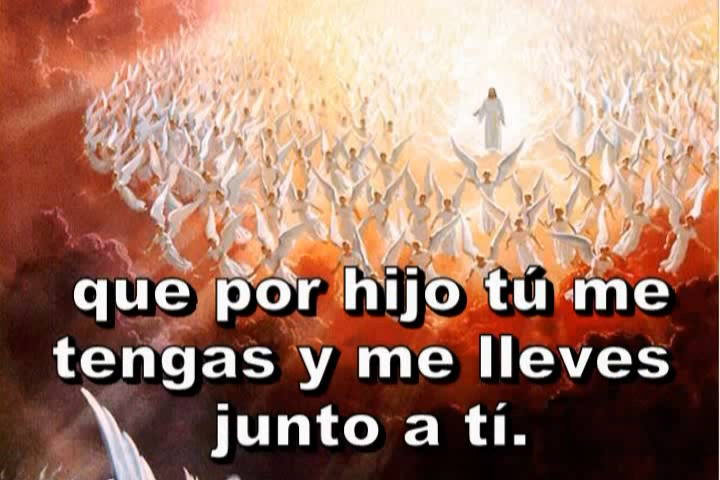 que por hijo tú me
tengas y me lleves
junto a tí.